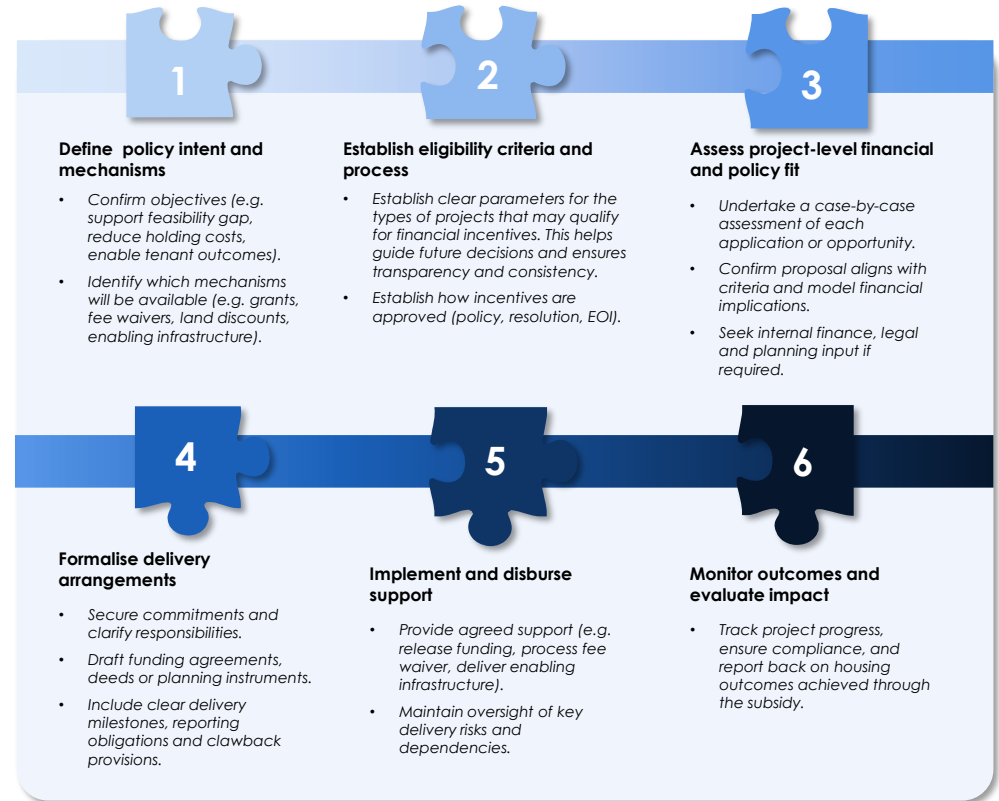 1
Define  policy intent and
mechanisms
• Confirm objectives (e.g.
support feasibility gap,
reduce holding costs,
enable tenant outcomes).
• Identify which mechanisms
will be available (e.g. grants,
fee waivers, land discounts,
enabling infrastructure).
2
Establish eligibility criteria and
process
• Establish clear parameters for the
types of projects that may qualify
for financial incentives. This helps
guide future decisions and ensures
transparency and consistency.
• Establish how incentives are
approved (policy, resolution, EOI).
3
Assess project-level financial
and policy fit
• Undertake a case-by-case
assessment of each
application or opportunity.
• Confirm proposal aligns with
criteria and model financial
implications.
• Seek internal finance, legal
and planning input if
required.
4
Formalise delivery
arrangements
• Secure commitments and
clarify responsibilities.
• Draft funding agreements,
deeds or planning instruments.
• Include clear delivery
milestones, reporting
obligations and clawback
provisions.
5
Implement and disburse
support
• Provide agreed support (e.g.
release funding, process fee
waiver, deliver enabling
infrastructure).
• Maintain oversight of key
delivery risks and
dependencies.
6
Monitor outcomes and
evaluate impact
• Track project progress,
ensure compliance, and
report back on housing
outcomes achieved through
the subsidy.